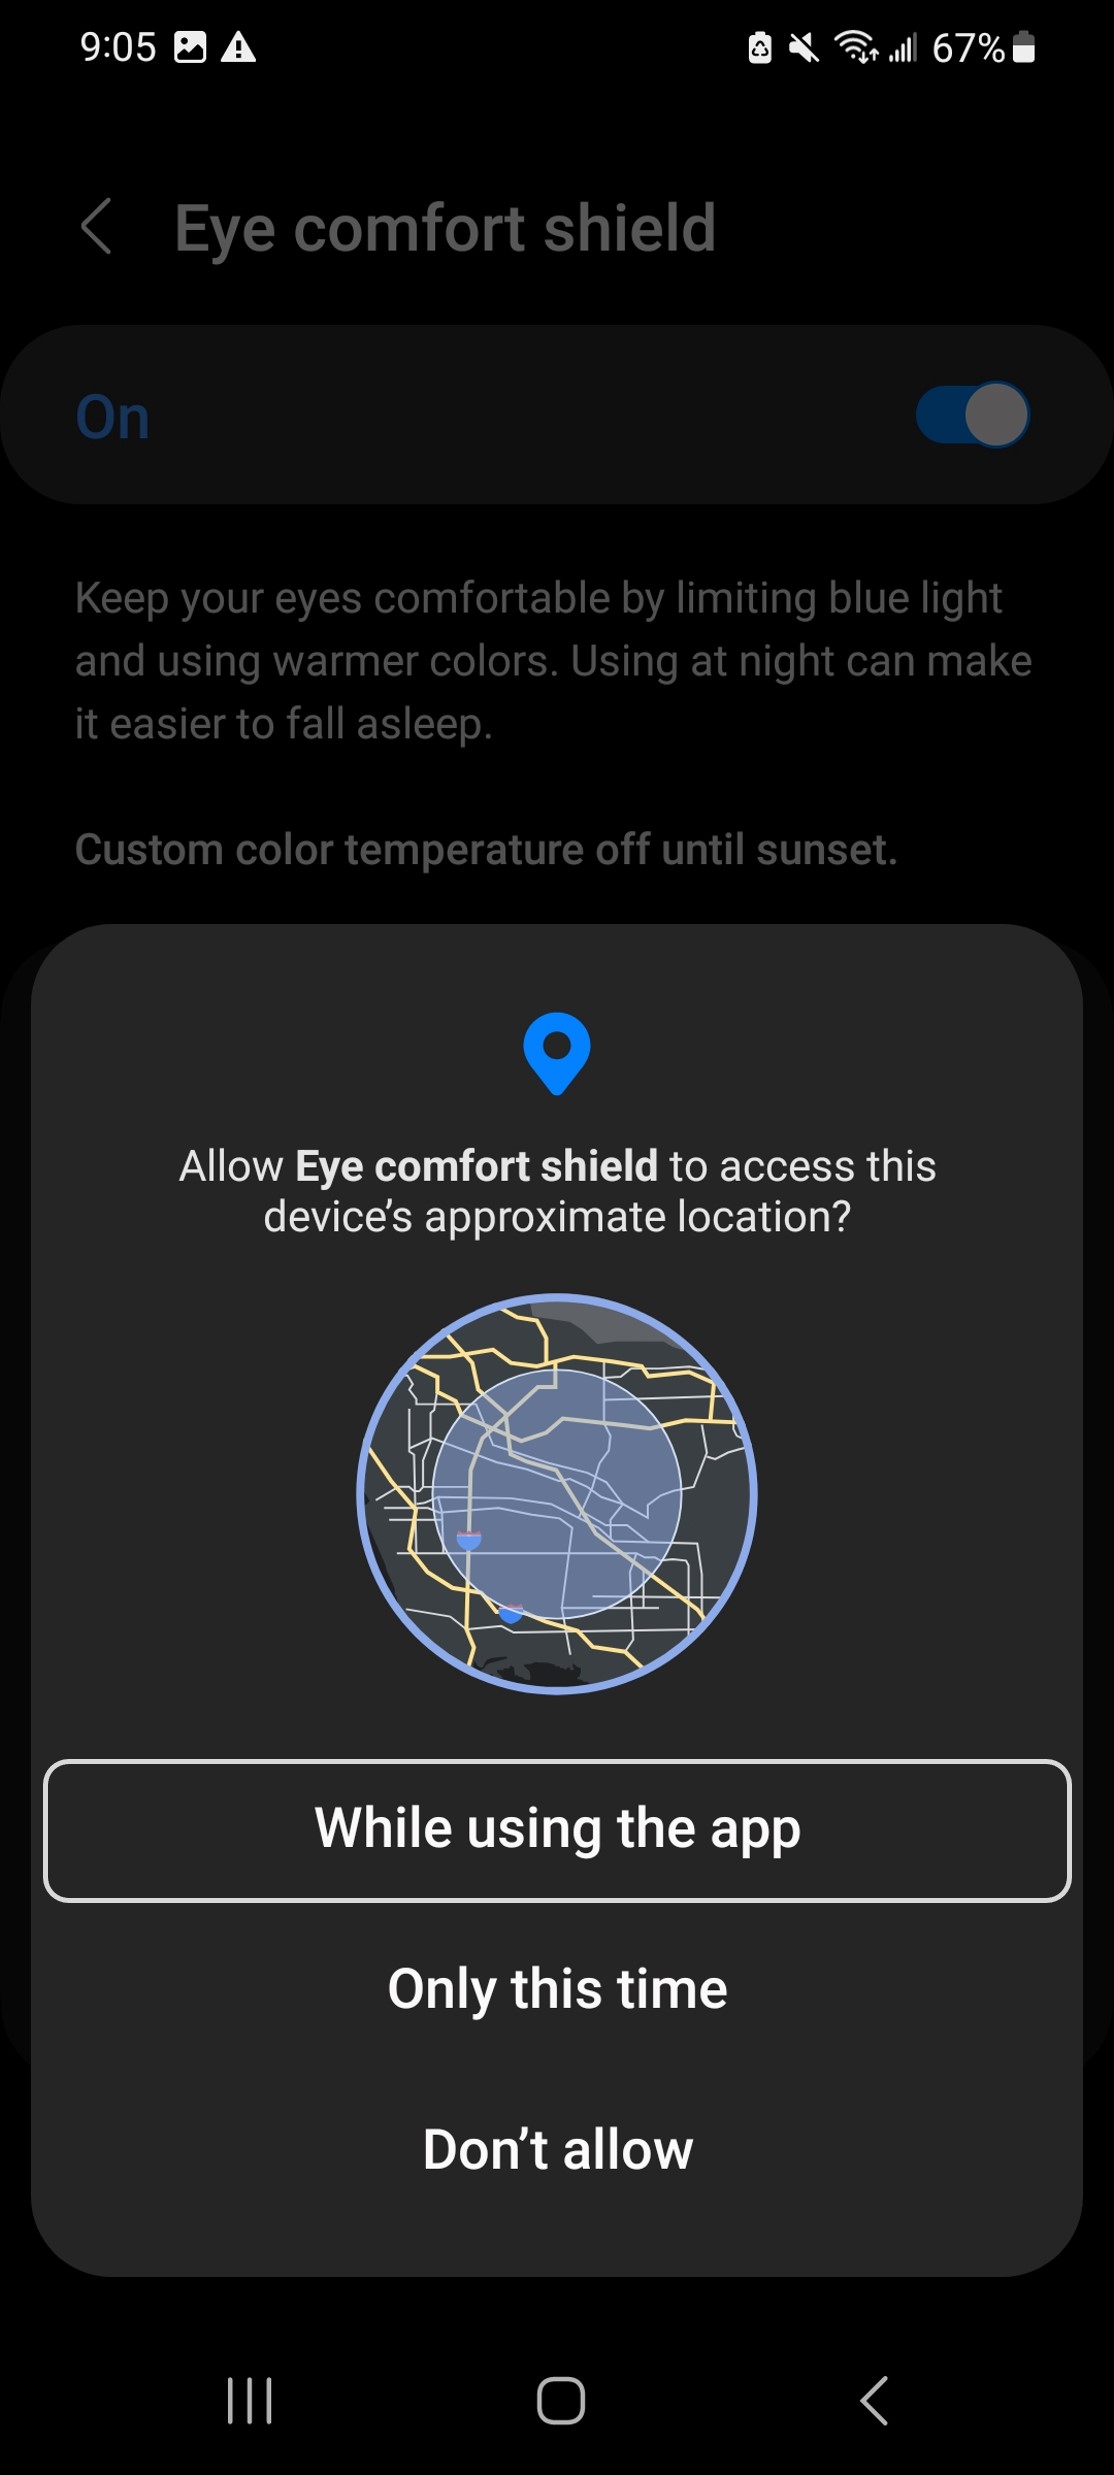 9:05
67%
Eye comfort shield
On
Keep your eyes comfortable by limiting blue light
and using warmer colors. Using at night can make
it easier to fall asleep.
Custom color temperature off until sunset.
Allow Eye comfort shield to access this
device’s approximate location?
While using the app
Only this time
Don’t allow